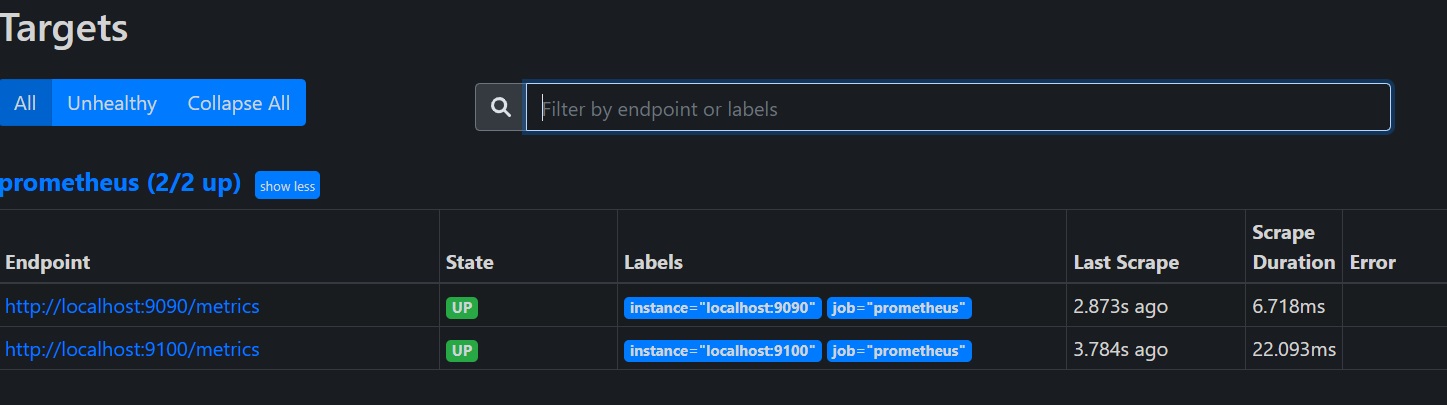 Targets
All Unhealthy Collapse All
Filter by endpoint or labels
prometheus (2/2 up) show less
Endpoint State Labels Last Scrape Scrape Duration Error
http://localhost:9090/metrics UP instance="localhost:9090" job="prometheus" 2.873s ago 6.718ms
http://localhost:9100/metrics UP instance="localhost:9100" job="prometheus" 3.784s ago 22.093ms